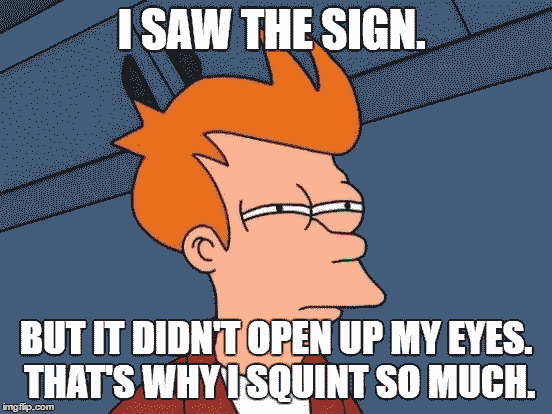 I SAW THE SIGN.
BUT IT DIDN'T OPEN UP MY EYES.
THAT'S WHY I SQUINT SO MUCH.
imgflip.com